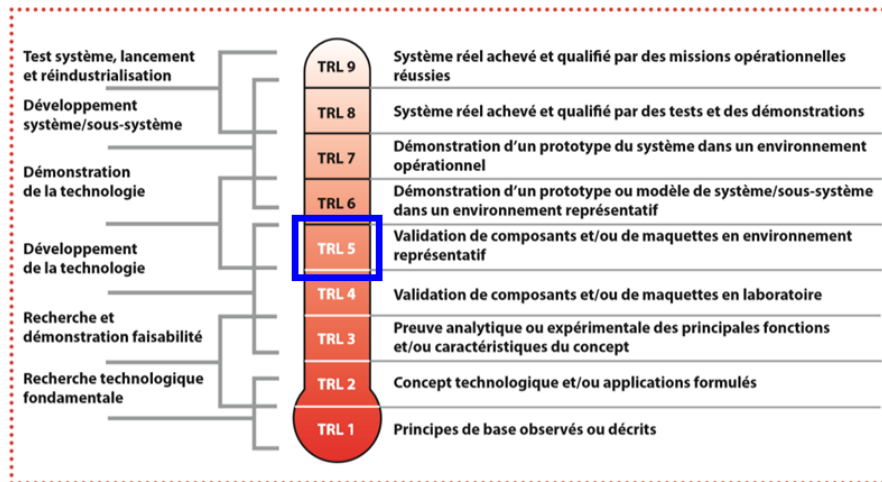 Test système, lancement
et réindustrialisation
Développement
système/sous-système
Démonstration
de la technologie
Développement
de la technologie
Recherche et
démonstration faisabilité
Recherche technologique
fondamentale
TRL 9
Système réel achevé et qualifié par des missions opérationnelles
réussies
TRL 8
Système réel achevé et qualifié par des tests et des démonstrations
TRL 7
Démonstration d'un prototype du système dans un environnement
opérationnel
TRL 6
Démonstration d'un prototype ou modèle de système/sous-système
dans un environnement représentatif
TRL 5
Validation de composants et/ou de maquettes en environnement
représentatif
TRL 4
Validation de composants et/ou de maquettes en laboratoire
TRL 3
Preuve analytique ou expérimentale des principales fonctions
et/ou caractéristiques du concept
TRL 2
Concept technologique et/ou applications formulés
TRL 1
Principes de base observés ou décrits